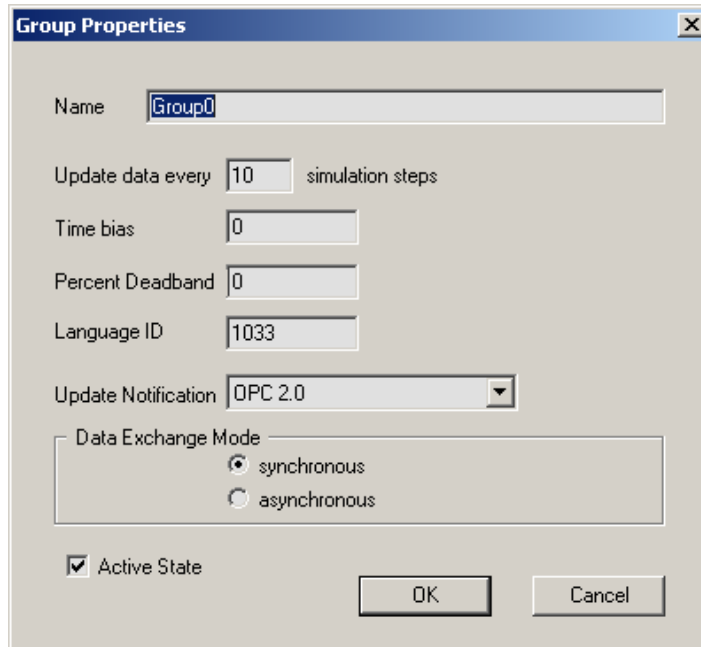 Group Properties
Name Group0
Update data every 10 simulation steps
Time bias 0
Percent Deadband 0
Language ID 1033
Update Notification OPC 2.0
Data Exchange Mode
synchronous
asynchronous
Active State
OK Cancel